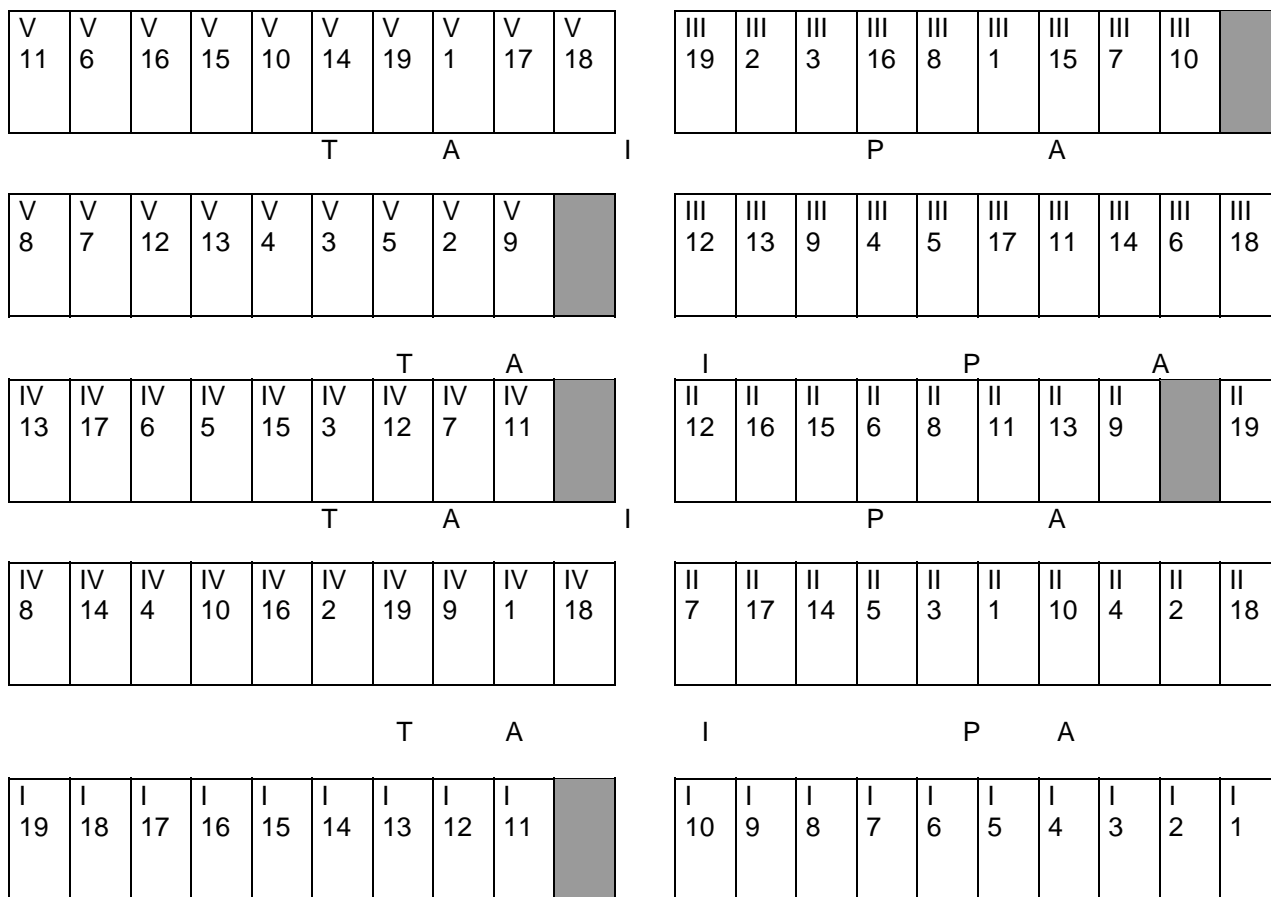 V V V V V V V V V V III III III III III III III III III
11 6 16 15 10 14 19 1 17 18 19 2 3 16 8 1 15 7 10
T A I P A
V V V V V V V V V III III III III III III III III III III
8 7 12 13 4 3 5 2 9 12 13 9 4 5 17 11 14 6 18
T A I P A
IV IV IV IV IV IV IV IV IV II II II II II II II II II
13 17 6 5 15 3 12 7 11 12 16 15 6 8 11 13 9 19
T A I P A
IV IV IV IV IV IV IV IV IV IV II II II II II II II II II II
8 14 4 10 16 2 19 9 1 18 7 17 14 5 3 1 10 4 2 18
T A I P A
I I I I I I I I I I I I I I I I I I I
19 18 17 16 15 14 13 12 11 10 9 8 7 6 5 4 3 2 1